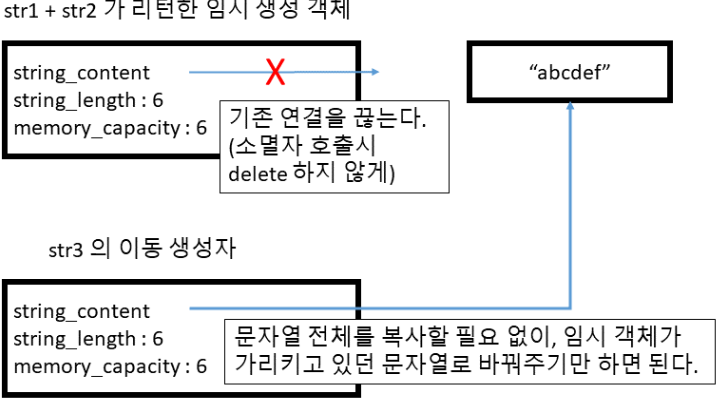 str1 + str2 가 리턴한 임시 생성 객체
string_content
string_length : 6
memory_capacity : 6
"abcdef"
기존 연결을 끊는다.
(소멸자 호출시
delete 하지 않게)
str3 의 이동 생성자
string_content
string_length : 6
memory_capacity : 6
문자열 전체를 복사할 필요 없이, 임시 객체가
가리키고 있던 문자열로 바꿔주기만 하면 된다.